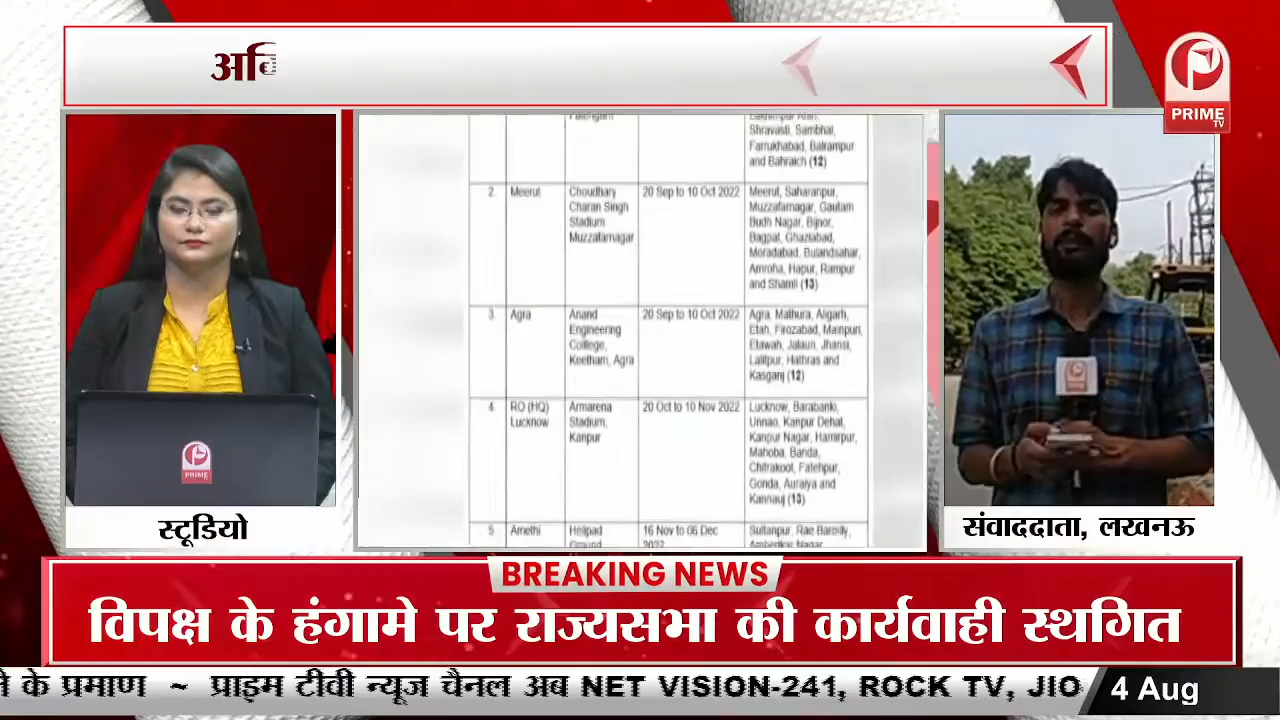 PRIME
TV
Shravasti, Sambhal,
Farrukhabad, Balrampur
and Bahraich (12)
2. Meerut Choudhary Charan Singh Stadium Muzzafarnagar 20 Sep to 10 Oct 2022 Meerut, Saharanpur,
Muzzafarnagar, Gautam
Budh Nagar, Bijnor,
Bagpat, Ghaziabad,
Moradabad, Bulandsahar,
Amroha, Hapur, Rampur
and Shamli (13)
3. Agra Anand Engineering College, Keetham, Agra 20 Sep to 10 Oct 2022 Agra, Mathura, Aligarh,
Etah, Firozabad, Mainpuri,
Etawah, Jalaun, Jhansi,
Lalitpur, Hathras and
Kasganj (12)
4. RO (HQ) Lucknow Armarena Stadium, Kanpur 20 Oct to 10 Nov 2022 Lucknow, Barabanki,
Unnao, Kanpur Dehat,
Kanpur Nagar, Hamirpur,
Mahoba, Banda,
Chitrakoot, Fatehpur,
Gonda, Auraiya and
Kannauj (13)
5. Amethi Helipad Ground 16 Nov to 06 Dec 2022 Sultanpur, Rae Bareilly,
Ambedkar Nagar
PRIME
स्टूडियो
संवाददाता, लखनऊ
BREAKING NEWS
विपक्ष के हंगामे पर राज्यसभा की कार्यवाही स्थगित
के प्रमाण ~ प्राइम टीवी न्यूज चैनल अब NET VISION-241, ROCK TV, JIO
4 Aug